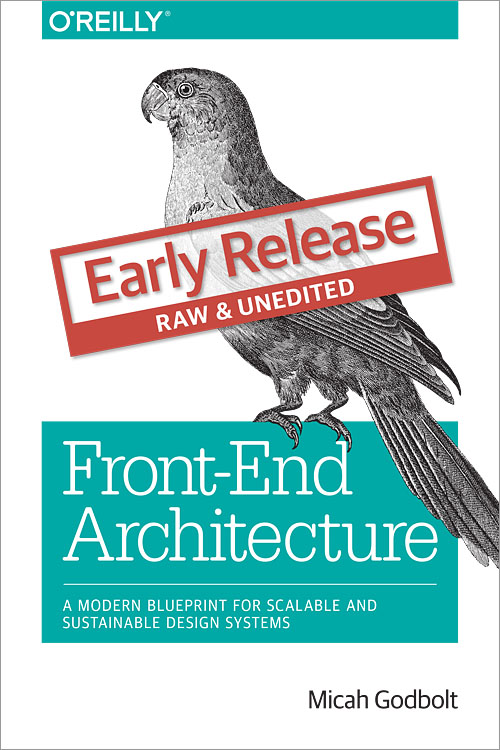 O'REILLY®
Early Release
RAW & UNEDITED
Front-End
Architecture
A MODERN BLUEPRINT FOR SCALABLE AND
SUSTAINABLE DESIGN SYSTEMS
Micah Godbolt